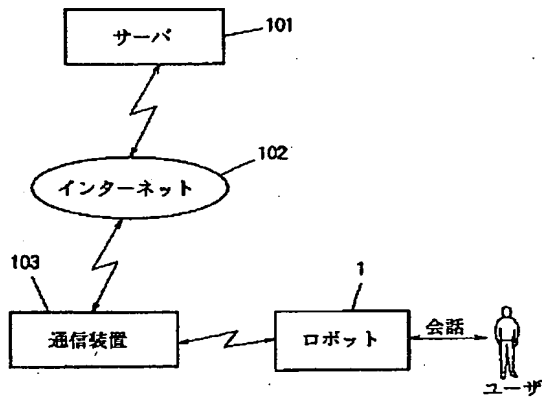 サーバ
101
102
インターネット
103
通信装置
1
ロボット
会話
ユーザ